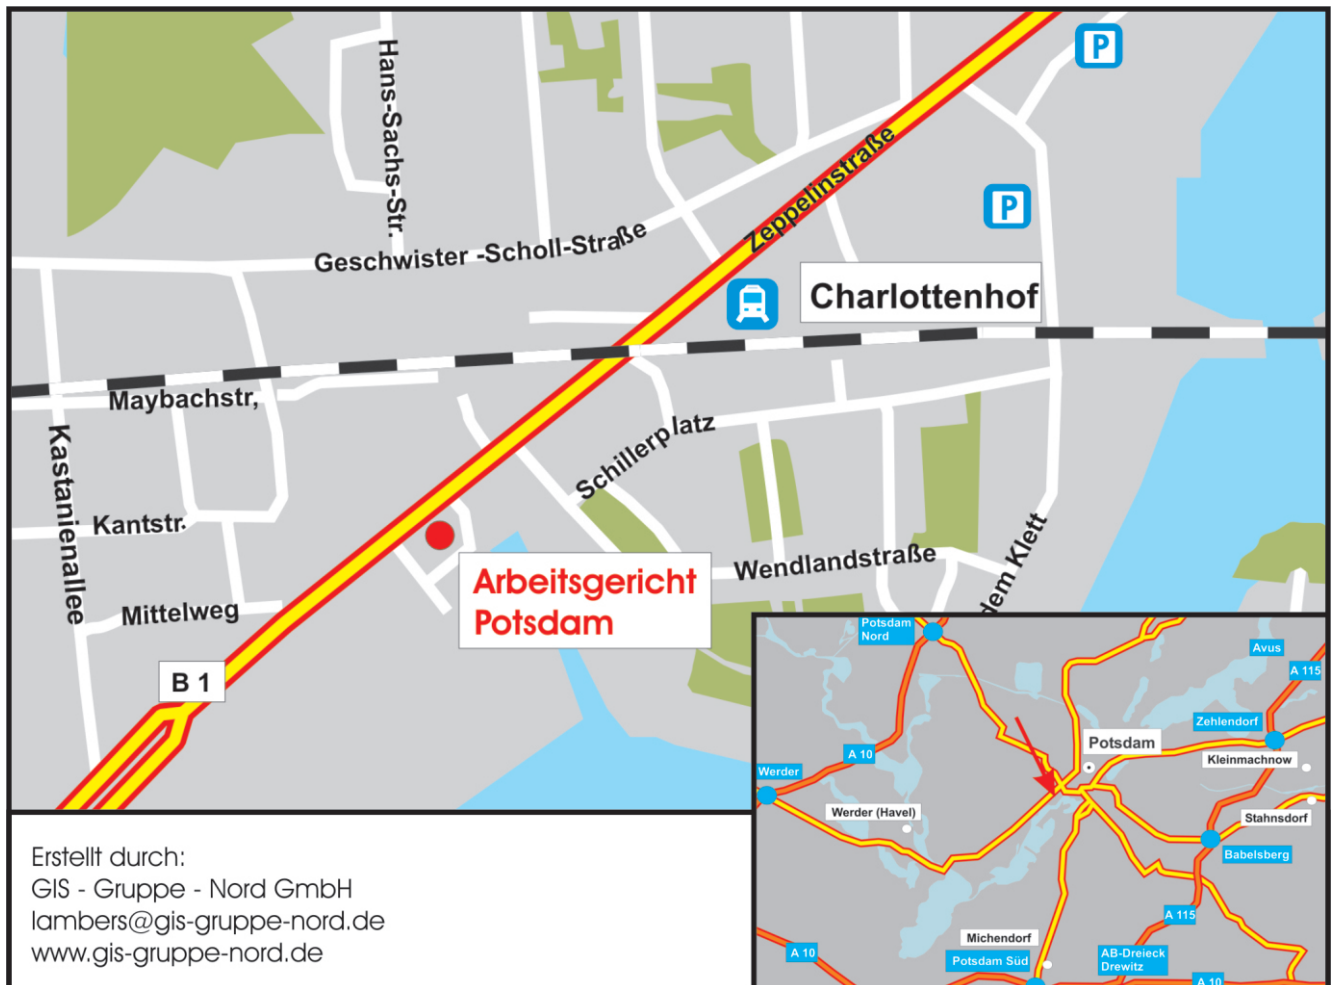 P
Hans-Sachs-Str.
Zeppelinstraße
P
Geschwister -Scholl-Straße
Charlottenhof
Maybachstr,
Schillerplatz
Kastanienallee
Kantstr.
dem Klett
Wendlandstraße
Arbeitsgericht
Potsdam
Mittelweg
B 1
Potsdam
Nord
Avus
A 115
Zehlendorf
Potsdam
A 10
Kleinmachnow
Werder
Werder (Havel)
Stahnsdorf
Babelsberg
A 115
Michendorf
A 10
Potsdam Süd
AB-Dreieck
Drewitz
A 10
Erstellt durch:
GIS - Gruppe - Nord GmbH
lambers@gis-gruppe-nord.de
www.gis-gruppe-nord.de